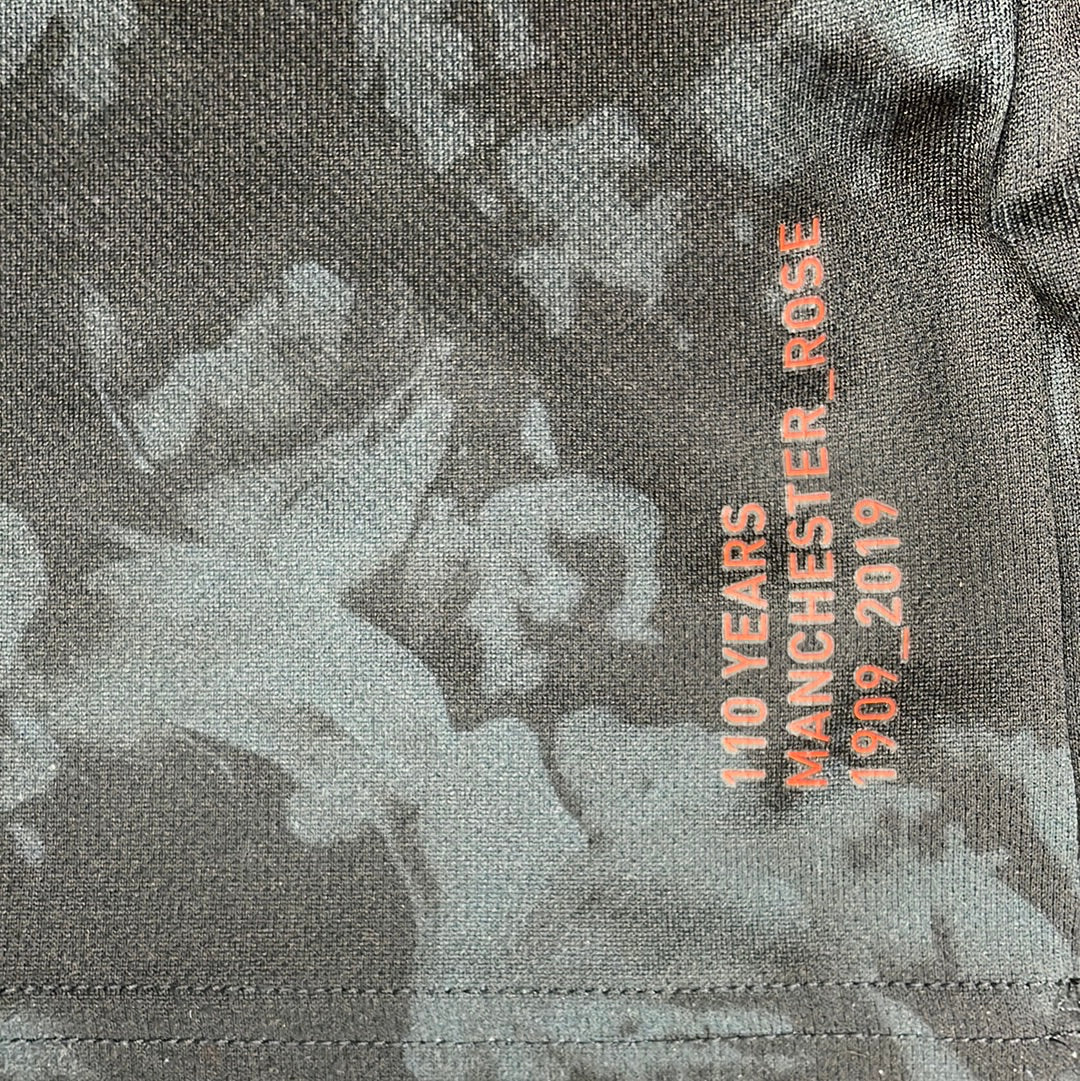 110 YEARS
MANCHESTER_ROSE
1909_2019